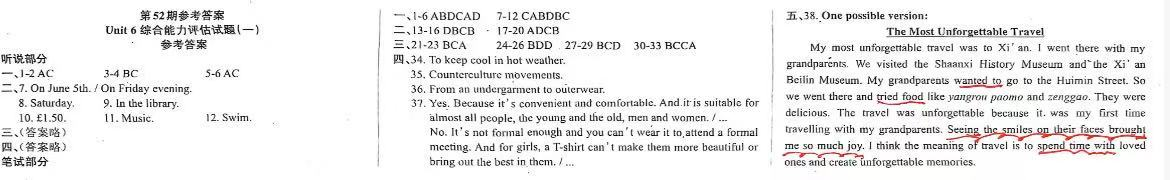 第52期参考答案
Unit 6 综合能力评估试题(一)
参考答案
听说部分
一、1-2 AC 3-4 BC 5-6 AC
二、7. On June 5th. / On Friday evening.
8. Saturday. 9. In the library.
10. £1.50. 11. Music. 12. Swim.
三、(答案略)
四、(答案略)
笔试部分
一、1-6 ABDCAD 7-12 CABDBC
二、13-16 DBCB 17-20 ADCB
三、21-23 BCA 24-26 BDD 27-29 BCD 30-33 BCCA
四、34. To keep cool in hot weather.
35. Counterculture movements.
36. From an undergarment to outerwear.
37. Yes. Because it's convenient and comfortable. And it is suitable for
almost all people, the young and the old, men and women. / ...
No. It's not formal enough and you can't wear it to attend a formal
meeting. And for girls, a T-shirt can't make them more beautiful or
bring out the best in them. / ...
五、38. One possible version:
The Most Unforgettable Travel
My most unforgettable travel was to Xi'an. I went there with my
grandparents. We visited the Shaanxi History Museum and the Xi'an
Beilin Museum. My grandparents wanted to go to the Huimin Street. So
we went there and tried food like yangrou paomo and zenggao. They were
delicious. The travel was unforgettable because it was my first time
travelling with my grandparents. Seeing the smiles on their faces brought
me so much joy. I think the meaning of travel is to spend time with loved
ones and create unforgettable memories.